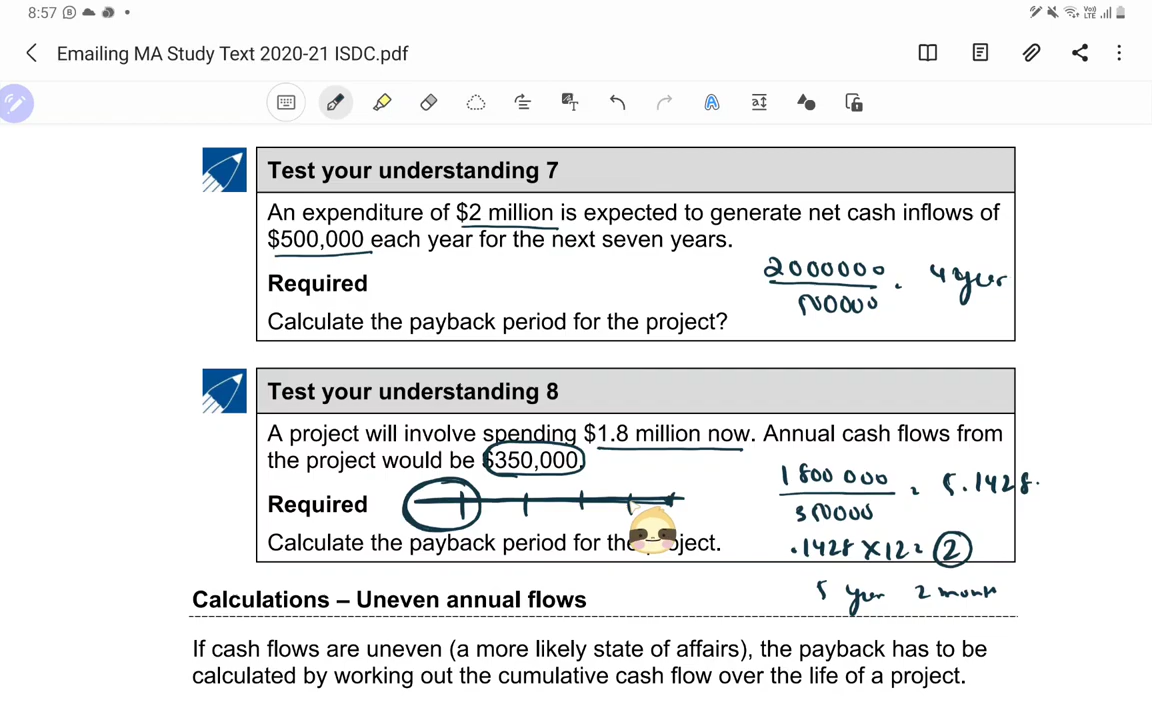 8:57
Emailing MA Study Text 2020-21 ISDC.pdf
Test your understanding 7
An expenditure of $2 million is expected to generate net cash inflows of
$500,000 each year for the next seven years.
Required
2000000
500000
4 year
Calculate the payback period for the project?
Test your understanding 8
A project will involve spending $1.8 million now. Annual cash flows from
the project would be $350,000.
1800 000
350000
= 5.1428.
Required
Calculate the payback period for the project.
.1428 X12 = 2
5 year 2 month
Calculations – Uneven annual flows
If cash flows are uneven (a more likely state of affairs), the payback has to be
calculated by working out the cumulative cash flow over the life of a project.